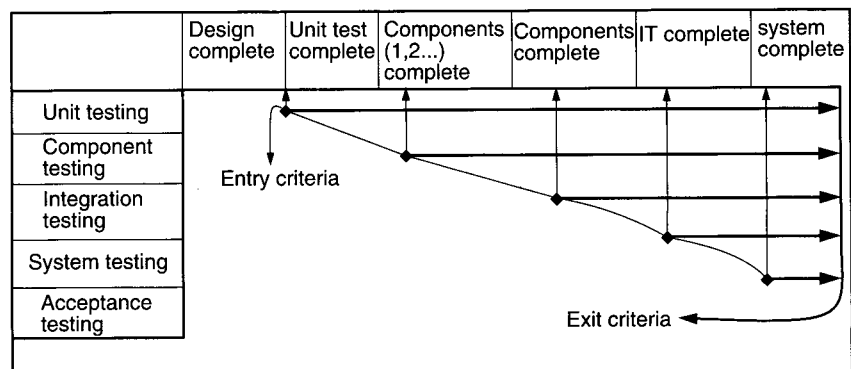 Design
complete
Unit test
complete
Components
(1,2...)
complete
Components
complete
IT complete
system
complete
Unit testing
Component
testing
Integration
testing
System testing
Acceptance
testing
Entry criteria
Exit criteria